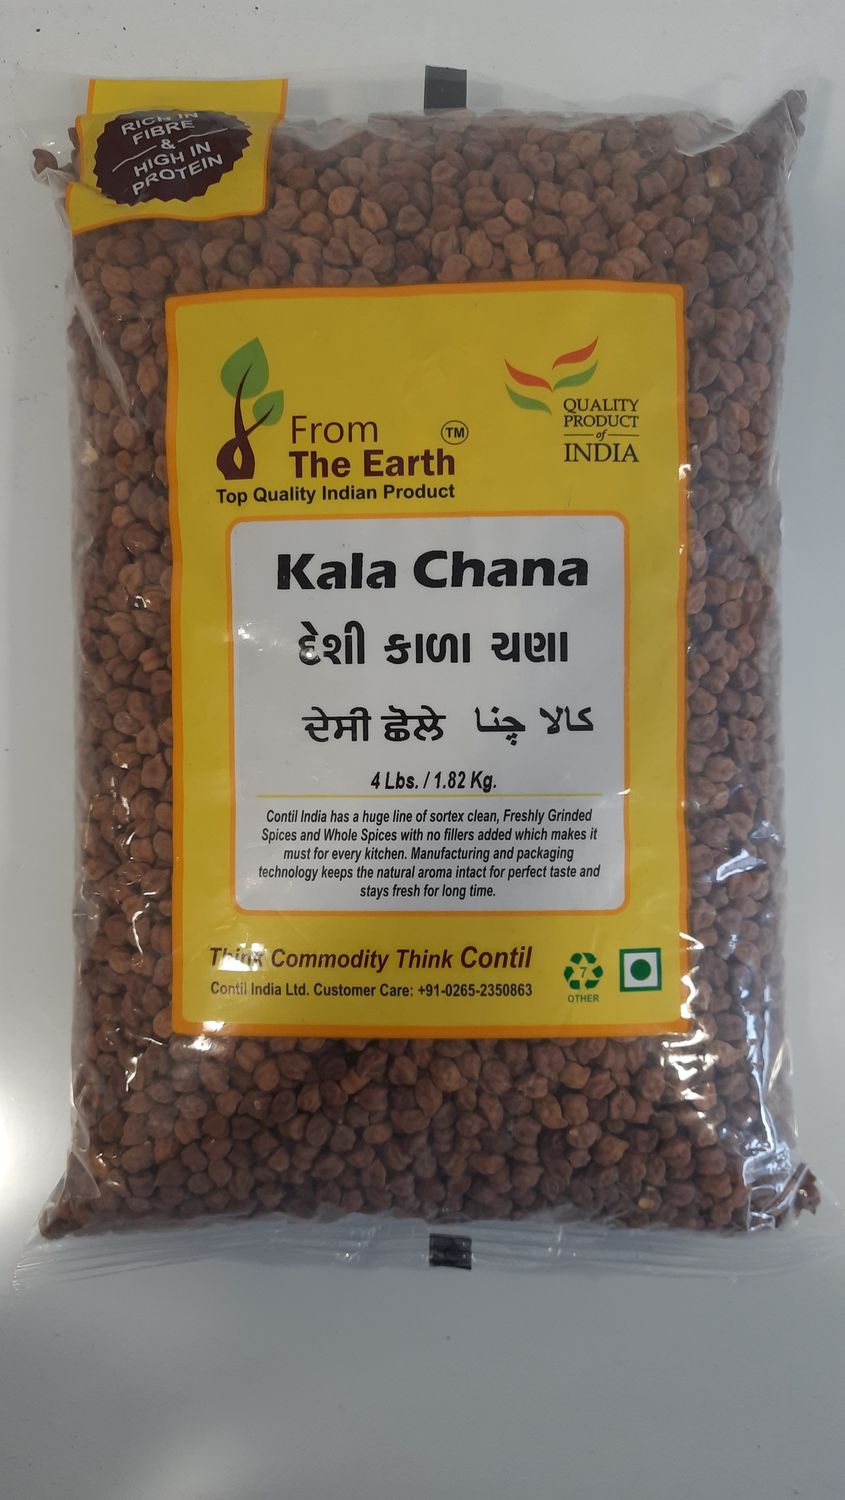 RICH IN
FIBRE
&
HIGH IN
PROTEIN
From
The Earth
TM
Top Quality Indian Product
QUALITY
PRODUCT
of
INDIA
Kala Chana
દેશી કાળા ચણા
ਦੇਸੀ ਛੋਲੇ کالا چنا
4 Lbs. / 1.82 Kg.
Contil India has a huge line of sortex clean, Freshly Grinded
Spices and Whole Spices with no fillers added which makes it
must for every kitchen. Manufacturing and packaging
technology keeps the natural aroma intact for perfect taste and
stays fresh for long time.
Think Commodity Think Contil
Contil India Ltd. Customer Care: +91-0265-2350863
7
OTHER